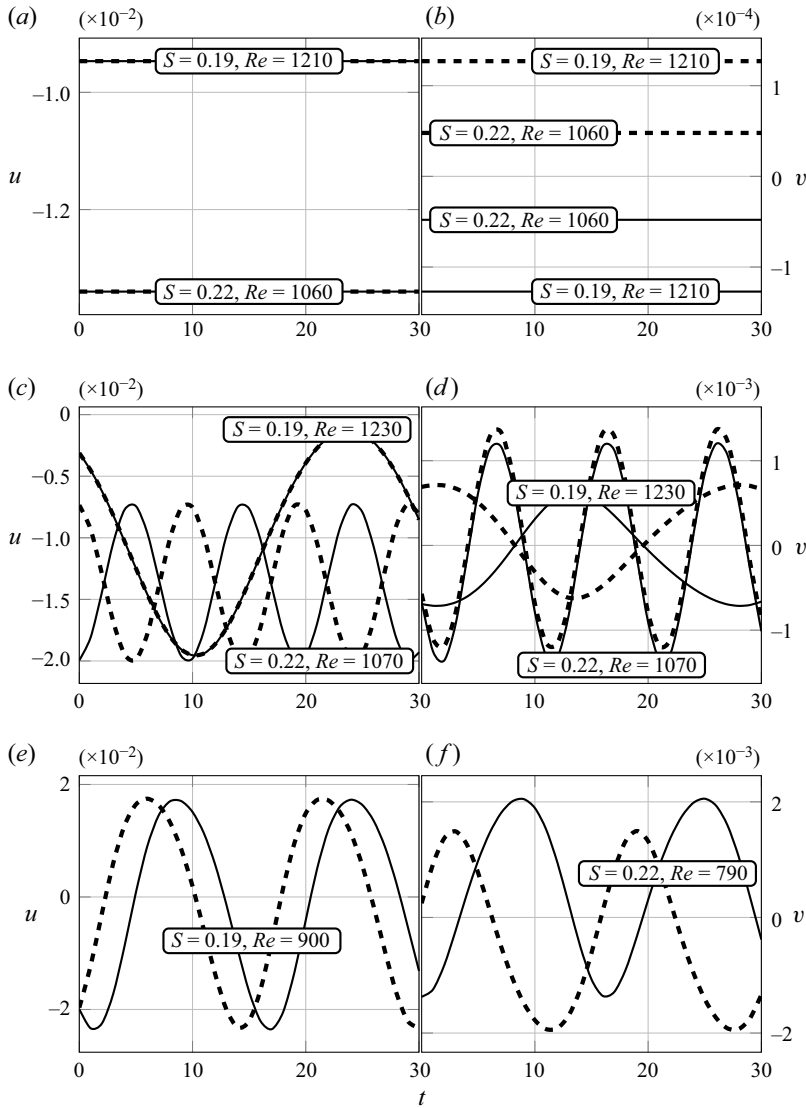 (a) (×10⁻²) (b) (×10⁻⁴)
S = 0.19, Re = 1210 S = 0.19, Re = 1210
−1.0 1
S = 0.22, Re = 1060
u 0 v
−1.2 S = 0.22, Re = 1060
−1
S = 0.22, Re = 1060 S = 0.19, Re = 1210
0 10 20 30 10 20 30
(c) (×10⁻²) (d) (×10⁻³)
0
S = 0.19, Re = 1230 1
−0.5 S = 0.19, Re = 1230
u −1.0 0 v
−1.5
−1
−2.0 S = 0.22, Re = 1070 S = 0.22, Re = 1070
0 10 20 30 10 20 30
(e) (×10⁻²) (f) (×10⁻³)
2 2
S = 0.22, Re = 790
u 0 0 v
S = 0.19, Re = 900
−2 −2
0 10 20 30 10 20 30
t